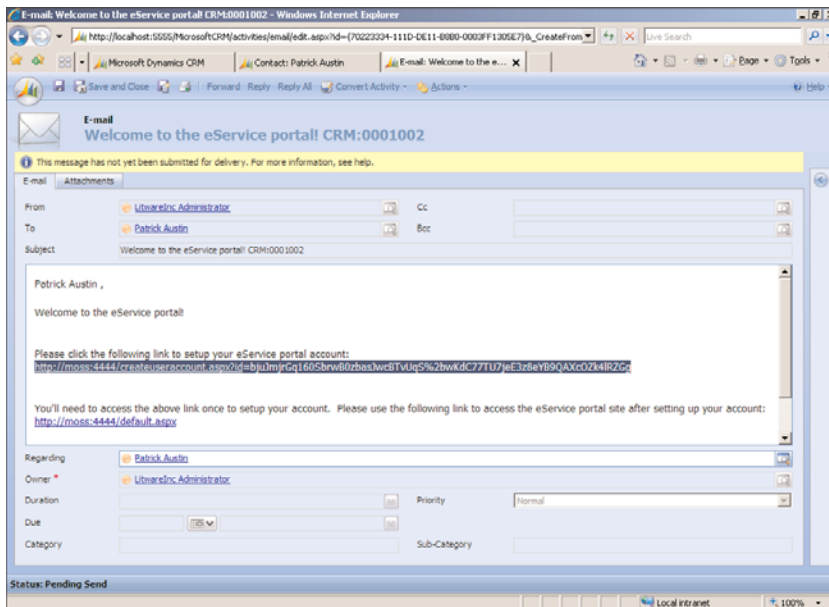 E-mail: Welcome to the eService portal! CRM:0001002 - Windows Internet Explorer
http://localhost:5555/MicrosoftCRM/activities/email/edit.aspx?id={70223334-111D-DE11-B8B0-0003FF1305E7}&_CreateFrom Live Search
Microsoft Dynamics CRM Contact: Patrick Austin E-mail: Welcome to the e... Page Tools
Save and Close Forward Reply Reply All Convert Activity Actions Help
E-mail
Welcome to the eService portal! CRM:0001002
This message has not yet been submitted for delivery. For more information, see help.
E-mail Attachments
From LitwareInc Administrator Cc
To Patrick Austin Bcc
Subject Welcome to the eService portal! CRM:0001002
Patrick Austin ,
Welcome to the eService portal!
Please click the following link to setup your eService portal account:
http://moss:4444/createuseraccount.aspx?id=
You'll need to access the above link once to setup your account. Please use the following link to access the eService portal site after setting up your account:
http://moss:4444/default.aspx
Regarding Patrick Austin
Owner * LitwareInc Administrator
Duration Priority Normal
Due
Category Sub-Category
Status: Pending Send
Local intranet 100%